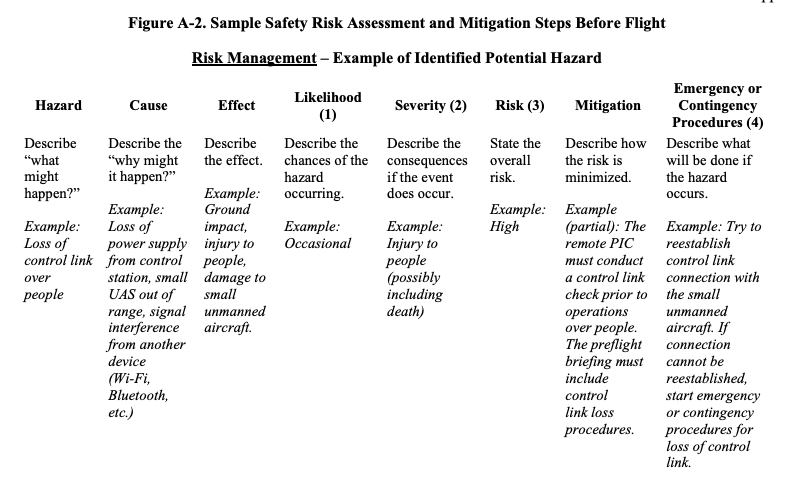 Figure A-2. Sample Safety Risk Assessment and Mitigation Steps Before Flight
Risk Management – Example of Identified Potential Hazard
Hazard
Describe
“what
might
happen?”
Example:
Loss of
control link
over
people
Cause
Describe the
“why might
it happen?”
Example:
Loss of
power supply
from control
station, small
UAS out of
range, signal
interference
from another
device
(Wi-Fi,
Bluetooth,
etc.)
Effect
Describe
the effect.
Example:
Ground
impact,
injury to
people,
damage to
small
unmanned
aircraft.
Likelihood
(1)
Describe the
chances of the
hazard
occurring.
Example:
Occasional
Severity (2)
Describe the
consequences
if the event
does occur.
Example:
Injury to
people
(possibly
including
death)
Risk (3)
State the
overall
risk.
Example:
High
Mitigation
Describe how
the risk is
minimized.
Example
(partial): The
remote PIC
must conduct
a control link
check prior to
operations
over people.
The preflight
briefing must
include
control
link loss
procedures.
Emergency or
Contingency
Procedures (4)
Describe what
will be done if
the hazard
occurs.
Example: Try to
reestablish
control link
connection with
the small
unmanned
aircraft. If
connection
cannot be
reestablished,
start emergency
or contingency
procedures for
loss of control
link.